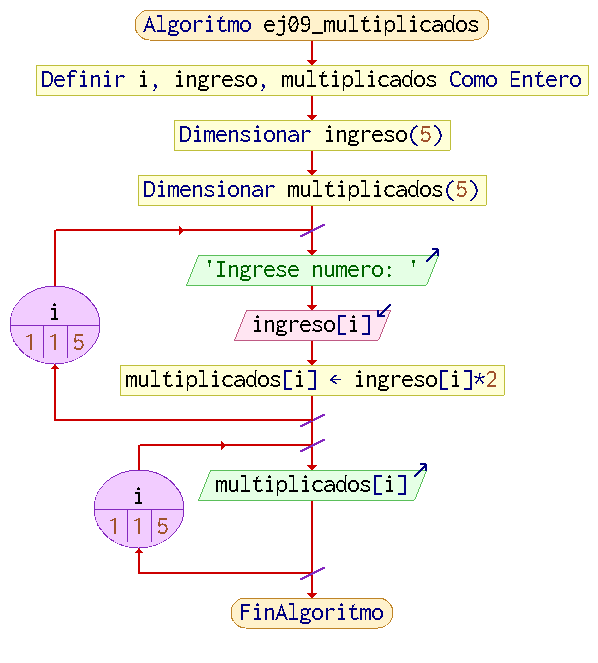 Algoritmo ej09_multiplicados
Definir i, ingreso, multiplicados Como Entero
Dimensionar ingreso(5)
Dimensionar multiplicados(5)
'Ingrese numero: '
i
1 1 5
ingreso[i]
multiplicados[i] ← ingreso[i]*2
i
1 1 5
multiplicados[i]
FinAlgoritmo